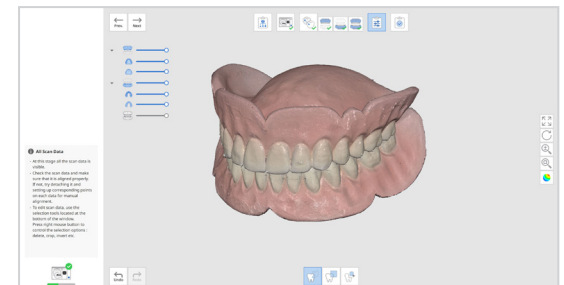 Prev.
Next
All Scan Data
- At this stage all the scan data is
visible.
- Check the scan data and make
sure that it is aligned properly.
If not, try detaching it and
setting up corresponding points
on each data for manual
alignment.
- To edit scan data, use the
selection tools located at the
bottom of the window.
Press right mouse button to
control the selection options :
delete, crop, invert etc.
Undo
Redo